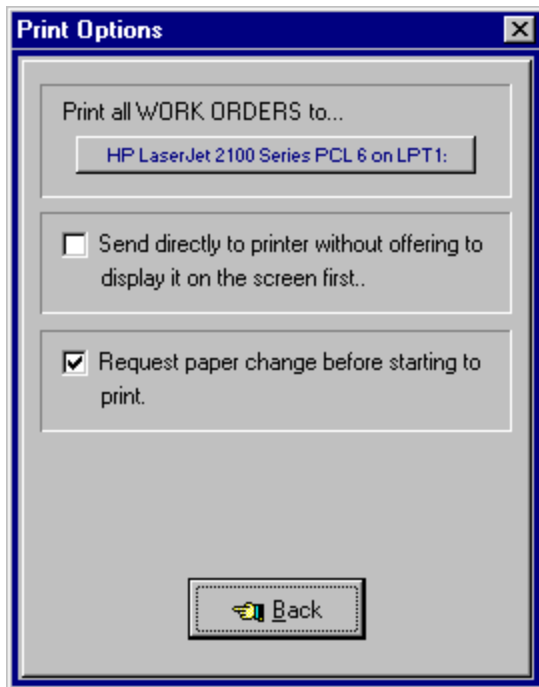 Print Options
Print all WORK ORDERS to...
HP LaserJet 2100 Series PCL 6 on LPT1:
Send directly to printer without offering to
display it on the screen first..
Request paper change before starting to
print.
Back